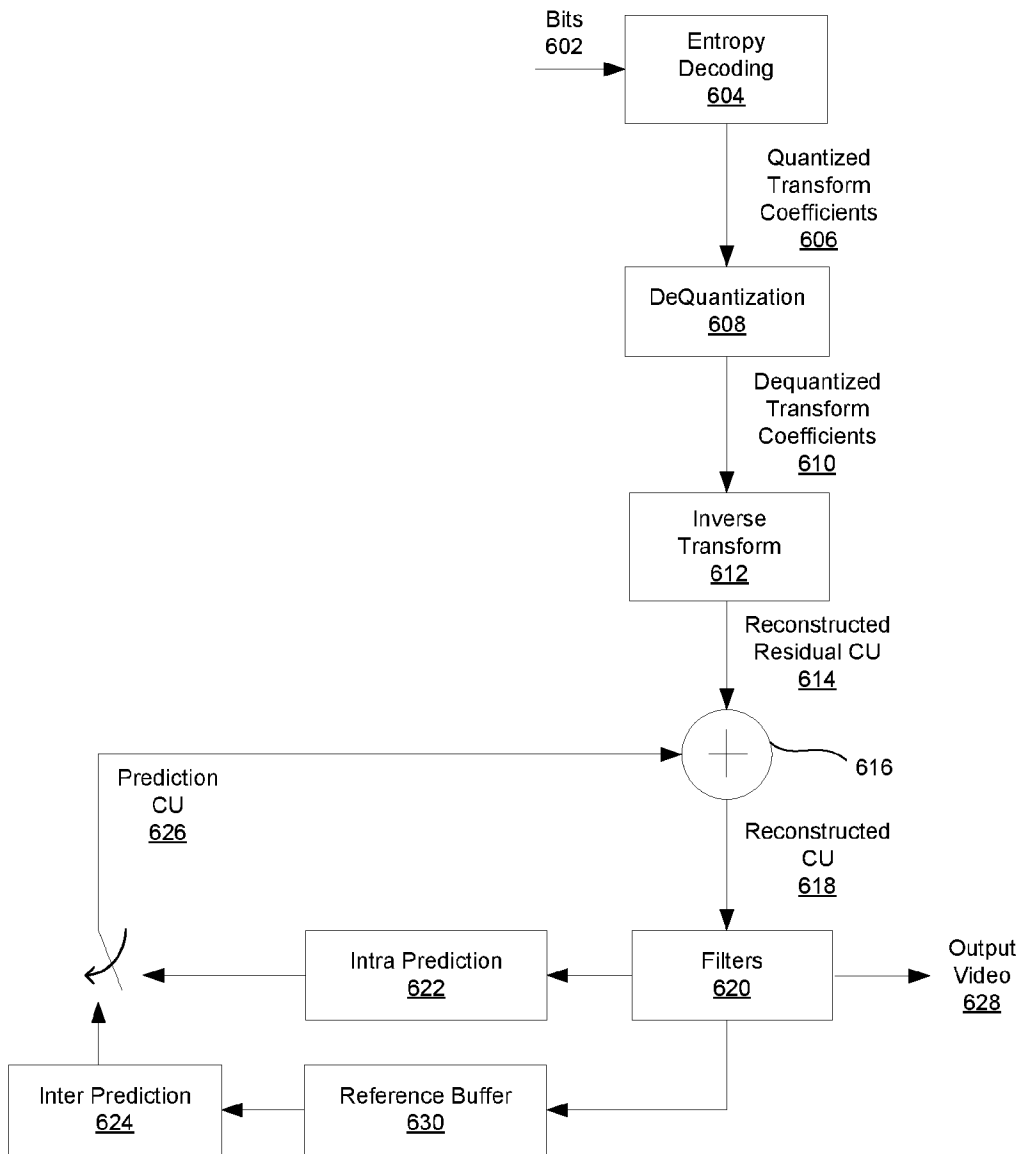 Bits
602
Entropy
Decoding
604
Quantized
Transform
Coefficients
606
DeQuantization
608
Dequantized
Transform
Coefficients
610
Inverse
Transform
612
Reconstructed
Residual CU
614
616
Prediction
CU
626
Reconstructed
CU
618
Intra Prediction
622
Filters
620
Output
Video
628
Inter Prediction
624
Reference Buffer
630